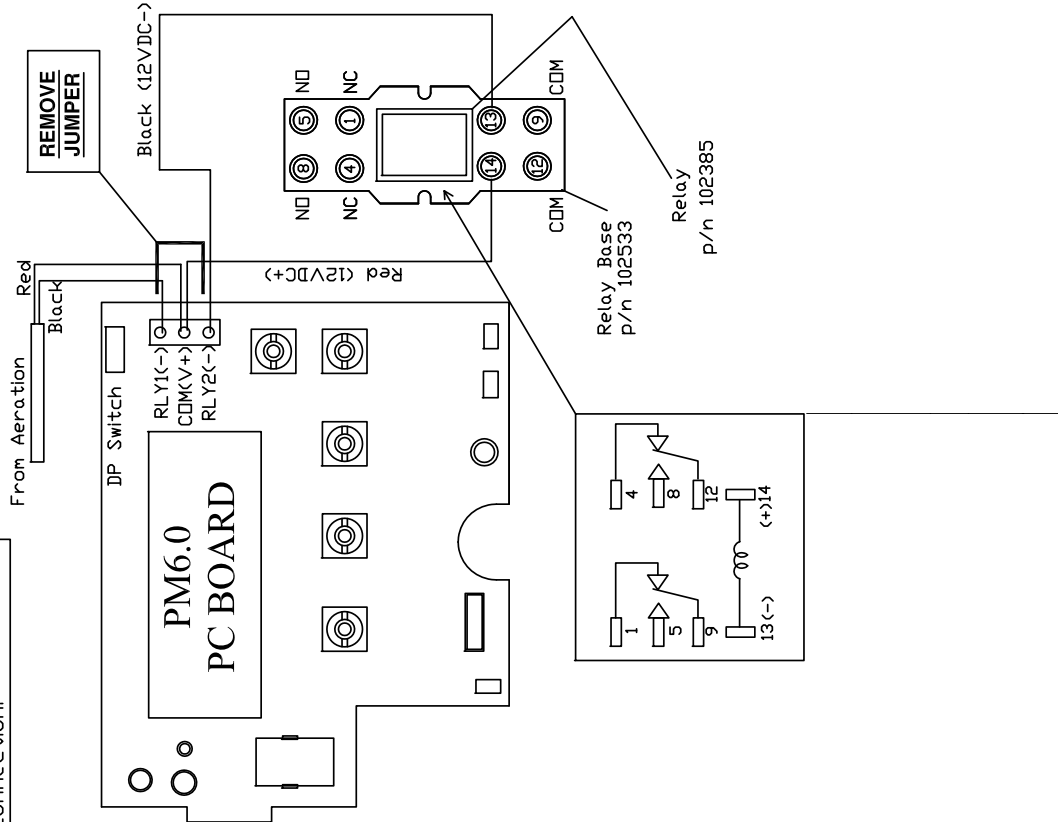 From Aeration
Red
Black
REMOVE
JUMPER
Black (12VDC-)
Red (12VDC+)
DP Switch
RLY1(-)
COM(V+)
RLY2(-)
PM6.0
PC BOARD
NO
NC
NO
NC
5
1
8
4
13
9
14
12
COM
COM
Relay Base
p/n 102533
Relay
p/n 102385
1
5
9
13(-)
4
8
12
(+)14